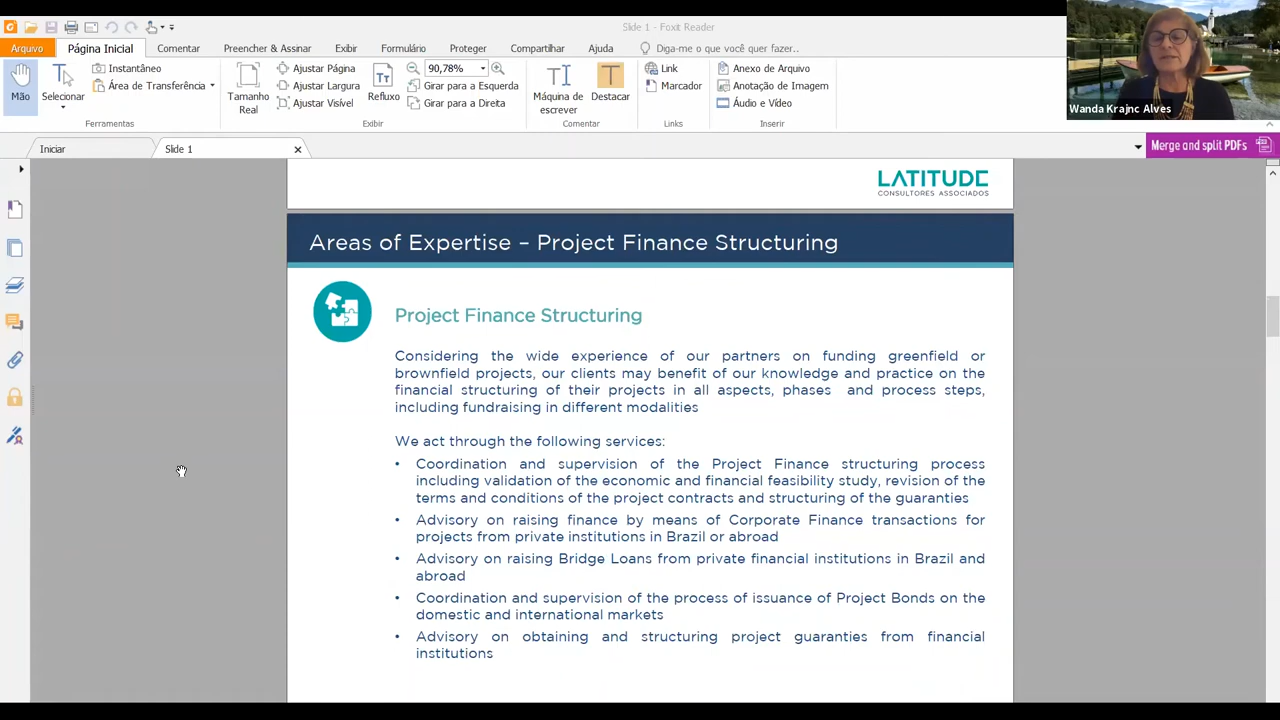 Slide 1 - Foxit Reader
Arquivo
Página Inicial
Comentar
Preencher & Assinar
Exibir
Formulário
Proteger
Compartilhar
Ajuda
Diga-me o que você quer fazer..
Mão
Selecionar
Instantâneo
Área de Transferência
Ferramentas
Tamanho
Real
Ajustar Página
Ajustar Largura
Ajustar Visível
Refluxo
90,78%
Girar para a Esquerda
Girar para a Direita
Exibir
Máquina de
escrever
Destacar
Comentar
Link
Marcador
Links
Anexo de Arquivo
Anotação de Imagem
Áudio e Vídeo
Inserir
Wanda Krajnc Alves
Iniciar
Slide 1
Merge and split PDFs
LATITUDE
CONSULTORES ASSOCIADOS
Areas of Expertise – Project Finance Structuring
Project Finance Structuring
Considering the wide experience of our partners on funding greenfield or
brownfield projects, our clients may benefit of our knowledge and practice on the
financial structuring of their projects in all aspects, phases and process steps,
including fundraising in different modalities
We act through the following services:
• Coordination and supervision of the Project Finance structuring process
including validation of the economic and financial feasibility study, revision of the
terms and conditions of the project contracts and structuring of the guaranties
• Advisory on raising finance by means of Corporate Finance transactions for
projects from private institutions in Brazil or abroad
• Advisory on raising Bridge Loans from private financial institutions in Brazil and
abroad
• Coordination and supervision of the process of issuance of Project Bonds on the
domestic and international markets
• Advisory on obtaining and structuring project guaranties from financial
institutions